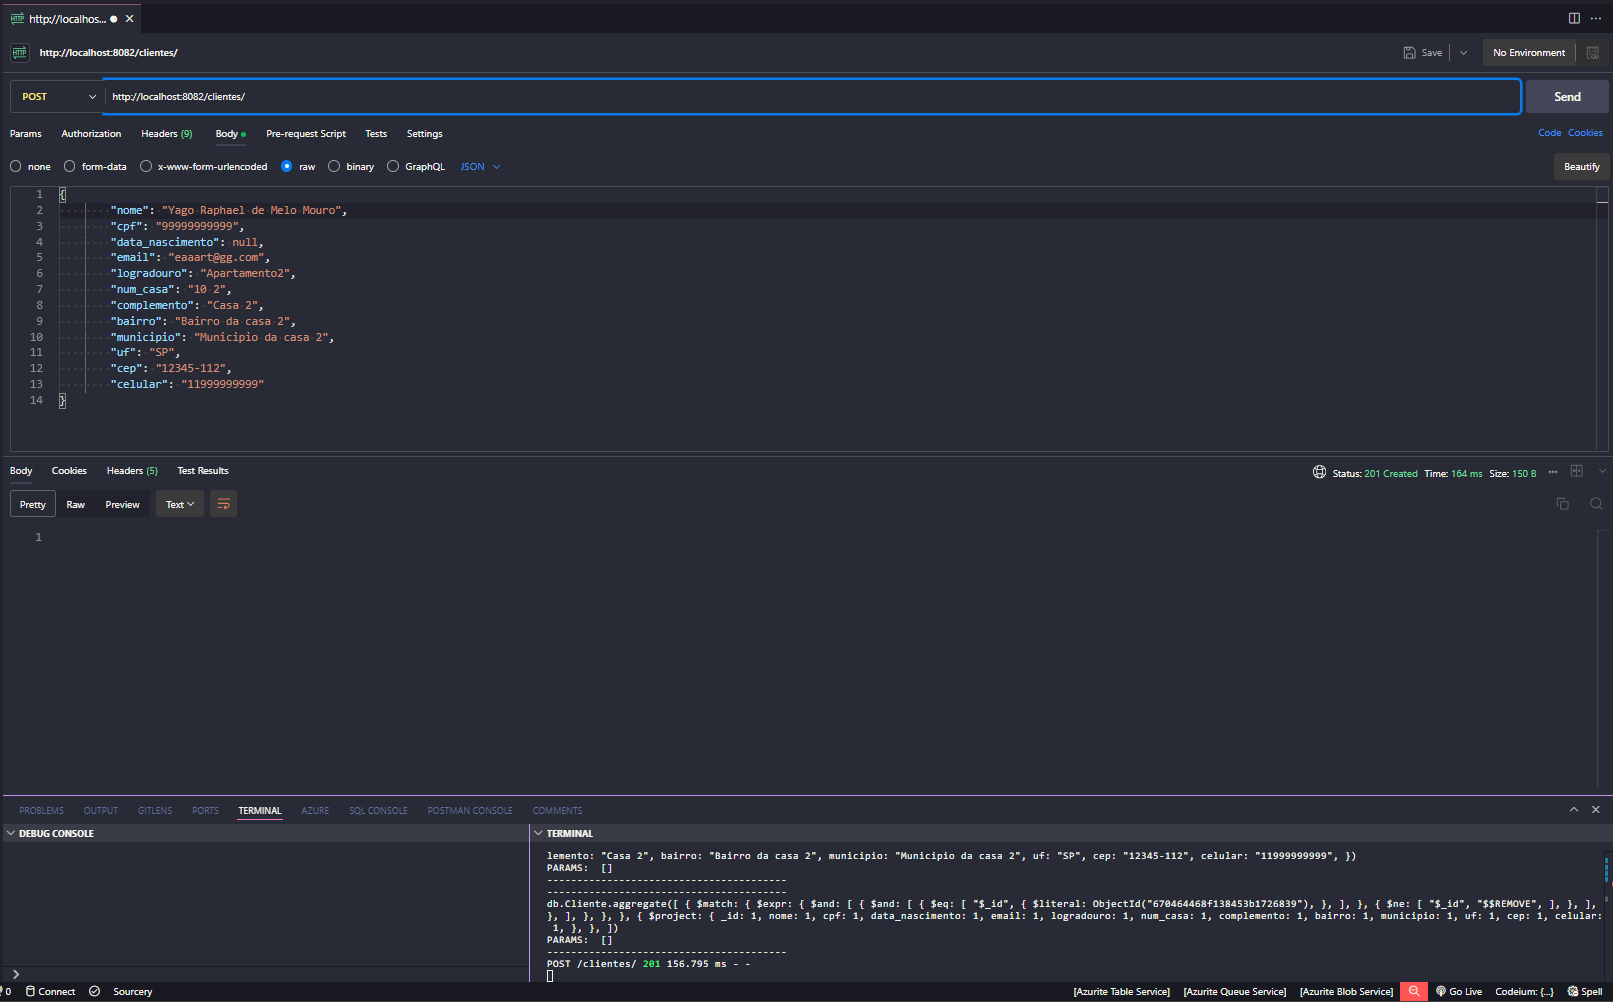 HTTP http://localhos... ● ✕
HTTP http://localhost:8082/clientes/ Save No Environment
POST http://localhost:8082/clientes/ Send
Params Authorization Headers (9) Body Pre-request Script Tests Settings Code Cookies
none form-data x-www-form-urlencoded raw binary GraphQL JSON Beautify
1 {
2 "nome": "Yago Raphael de Melo Mouro",
3 "cpf": "99999999999",
4 "data_nascimento": null,
5 "email": "eaaart@gg.com",
6 "logradouro": "Apartamento2",
7 "num_casa": "10 2",
8 "complemento": "Casa 2",
9 "bairro": "Bairro da casa 2",
10 "municipio": "Municipio da casa 2",
11 "uf": "SP",
12 "cep": "12345-112",
13 "celular": "11999999999"
14 }
Body Cookies Headers (5) Test Results Status: 201 Created Time: 164 ms Size: 150 B
Pretty Raw Preview Text
1
PROBLEMS OUTPUT GITLENS PORTS TERMINAL AZURE SQL CONSOLE POSTMAN CONSOLE COMMENTS
DEBUG CONSOLE
TERMINAL
lemento: "Casa 2", bairro: "Bairro da casa 2", municipio: "Municipio da casa 2", uf: "SP", cep: "12345-112", celular: "11999999999", })
PARAMS: []
----------------------------------------
----------------------------------------
db.Cliente.aggregate([ { $match: { $expr: { $and: [ { $and: [ { $eq: [ "$_id", { $literal: ObjectId("670464468f138453b1726839"), }, ], }, { $ne: [ "$_id", "$$REMOVE", ], }, ],
}, ], }, }, }, { $project: { _id: 1, nome: 1, cpf: 1, data_nascimento: 1, email: 1, logradouro: 1, num_casa: 1, complemento: 1, bairro: 1, municipio: 1, uf: 1, cep: 1, celular:
1, }, }, ])
PARAMS: []
----------------------------------------
POST /clientes/ 201 156.795 ms - -
0 Connect Sourcery [Azurite Table Service] [Azurite Queue Service] [Azurite Blob Service] Go Live Codeium: {...} Spell